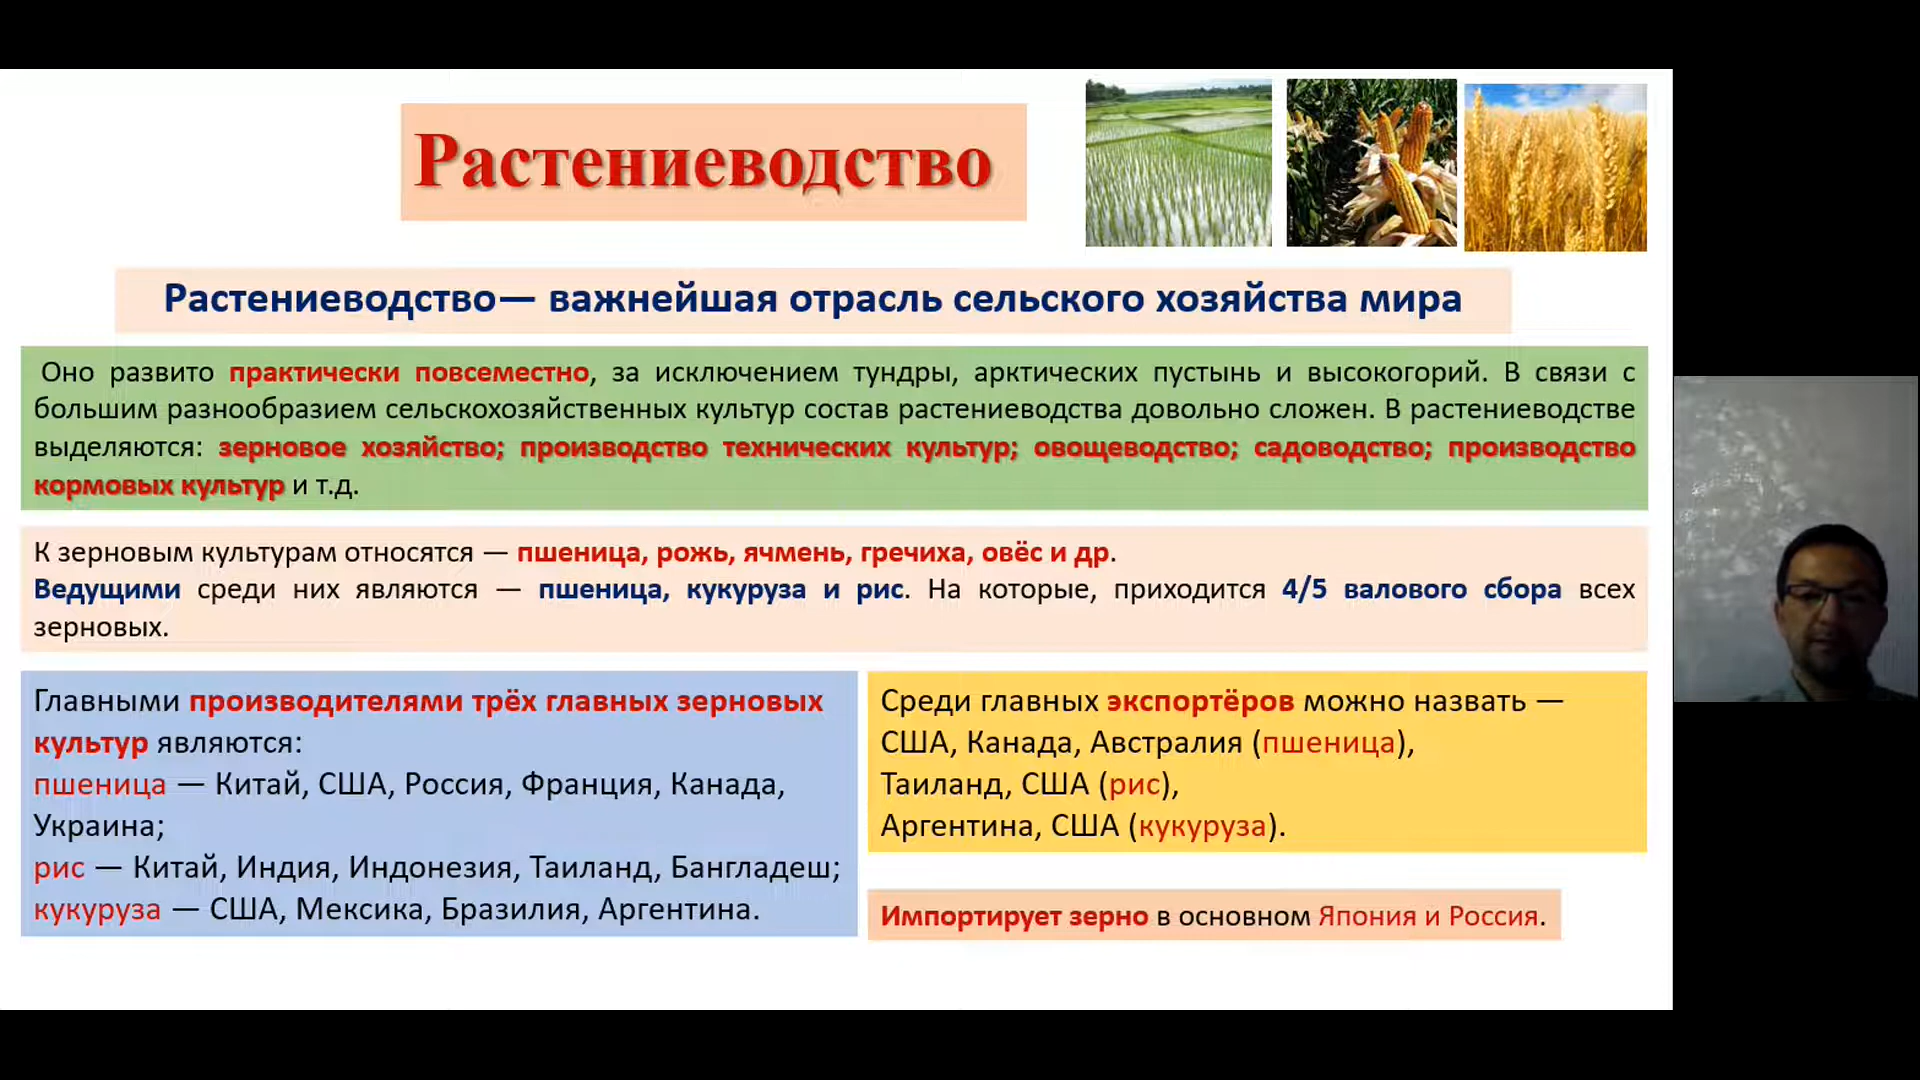 Растениеводство
Растениеводство— важнейшая отрасль сельского хозяйства мира
Оно развито практически повсеместно, за исключением тундры, арктических пустынь и высокогорий. В связи с
большим разнообразием сельскохозяйственных культур состав растениеводства довольно сложен. В растениеводстве
выделяются: зерновое хозяйство; производство технических культур; овощеводство; садоводство; производство
кормовых культур и т.д.
К зерновым культурам относятся — пшеница, рожь, ячмень, гречиха, овёс и др.
Ведущими среди них являются — пшеница, кукуруза и рис. На которые, приходится 4/5 валового сбора всех
зерновых.
Главными производителями трёх главных зерновых
культур являются:
пшеница — Китай, США, Россия, Франция, Канада,
Украина;
рис — Китай, Индия, Индонезия, Таиланд, Бангладеш;
кукуруза — США, Мексика, Бразилия, Аргентина.
Среди главных экспортёров можно назвать —
США, Канада, Австралия (пшеница),
Таиланд, США (рис),
Аргентина, США (кукуруза).
Импортирует зерно в основном Япония и Россия.